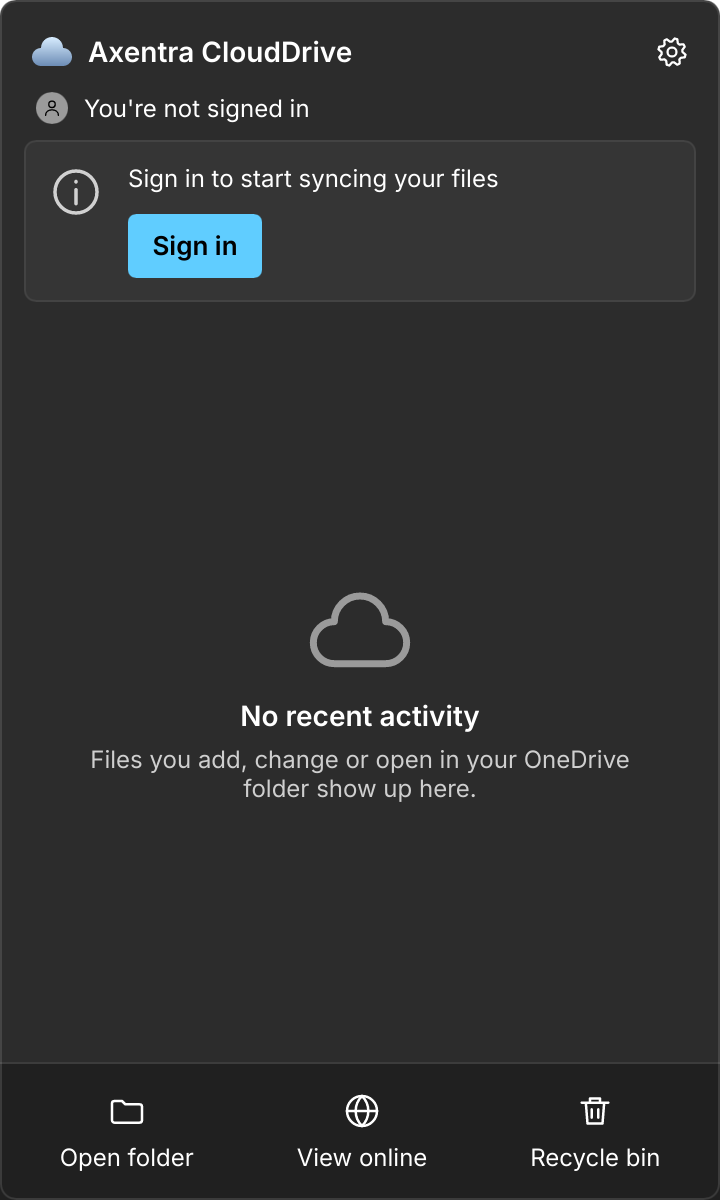 Axentra CloudDrive
You're not signed in
Sign in to start syncing your files
Sign in
No recent activity
Files you add, change or open in your OneDrive
folder show up here.
Open folder
View online
Recycle bin